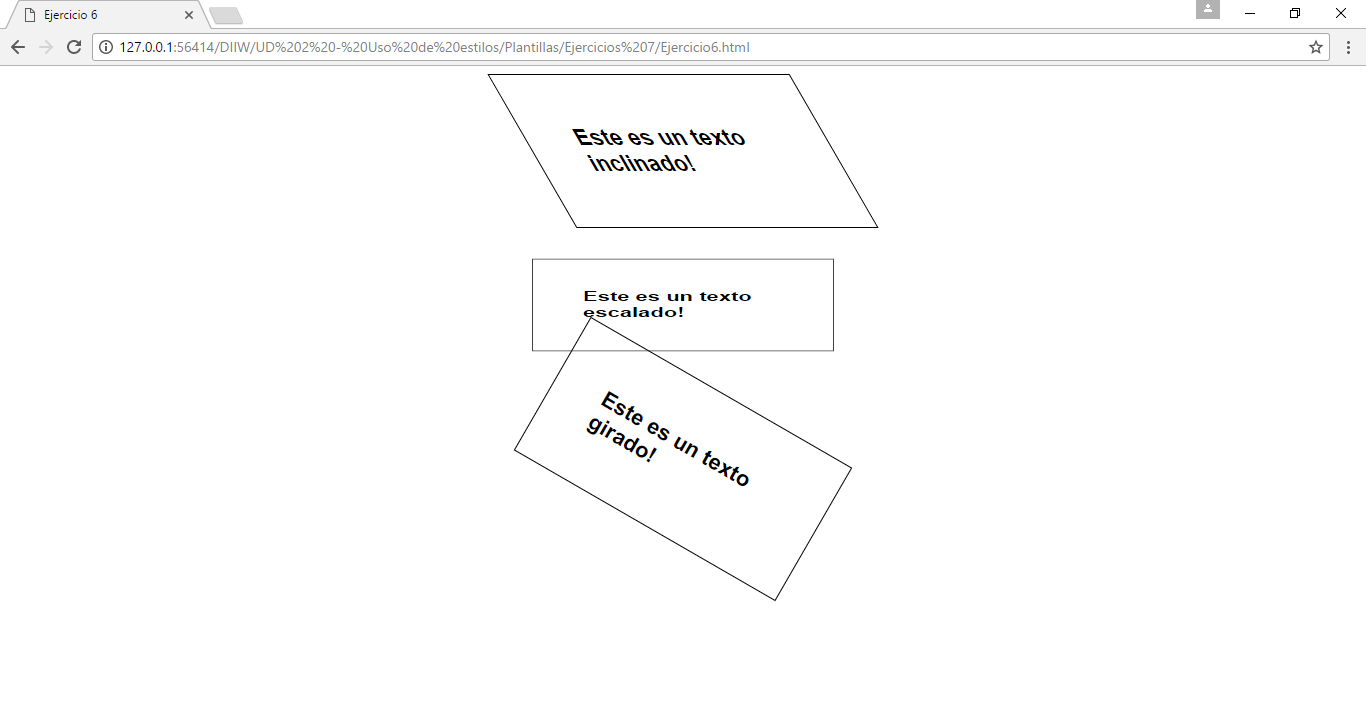 Ejercicio 6
127.0.0.1:56414/DIIW/UD%202%20-%20Uso%20de%20estilos/Plantillas/Ejercicios%207/Ejercicio6.html
Este es un texto
inclinado!
Este es un texto
escalado!
Este es un texto
girado!